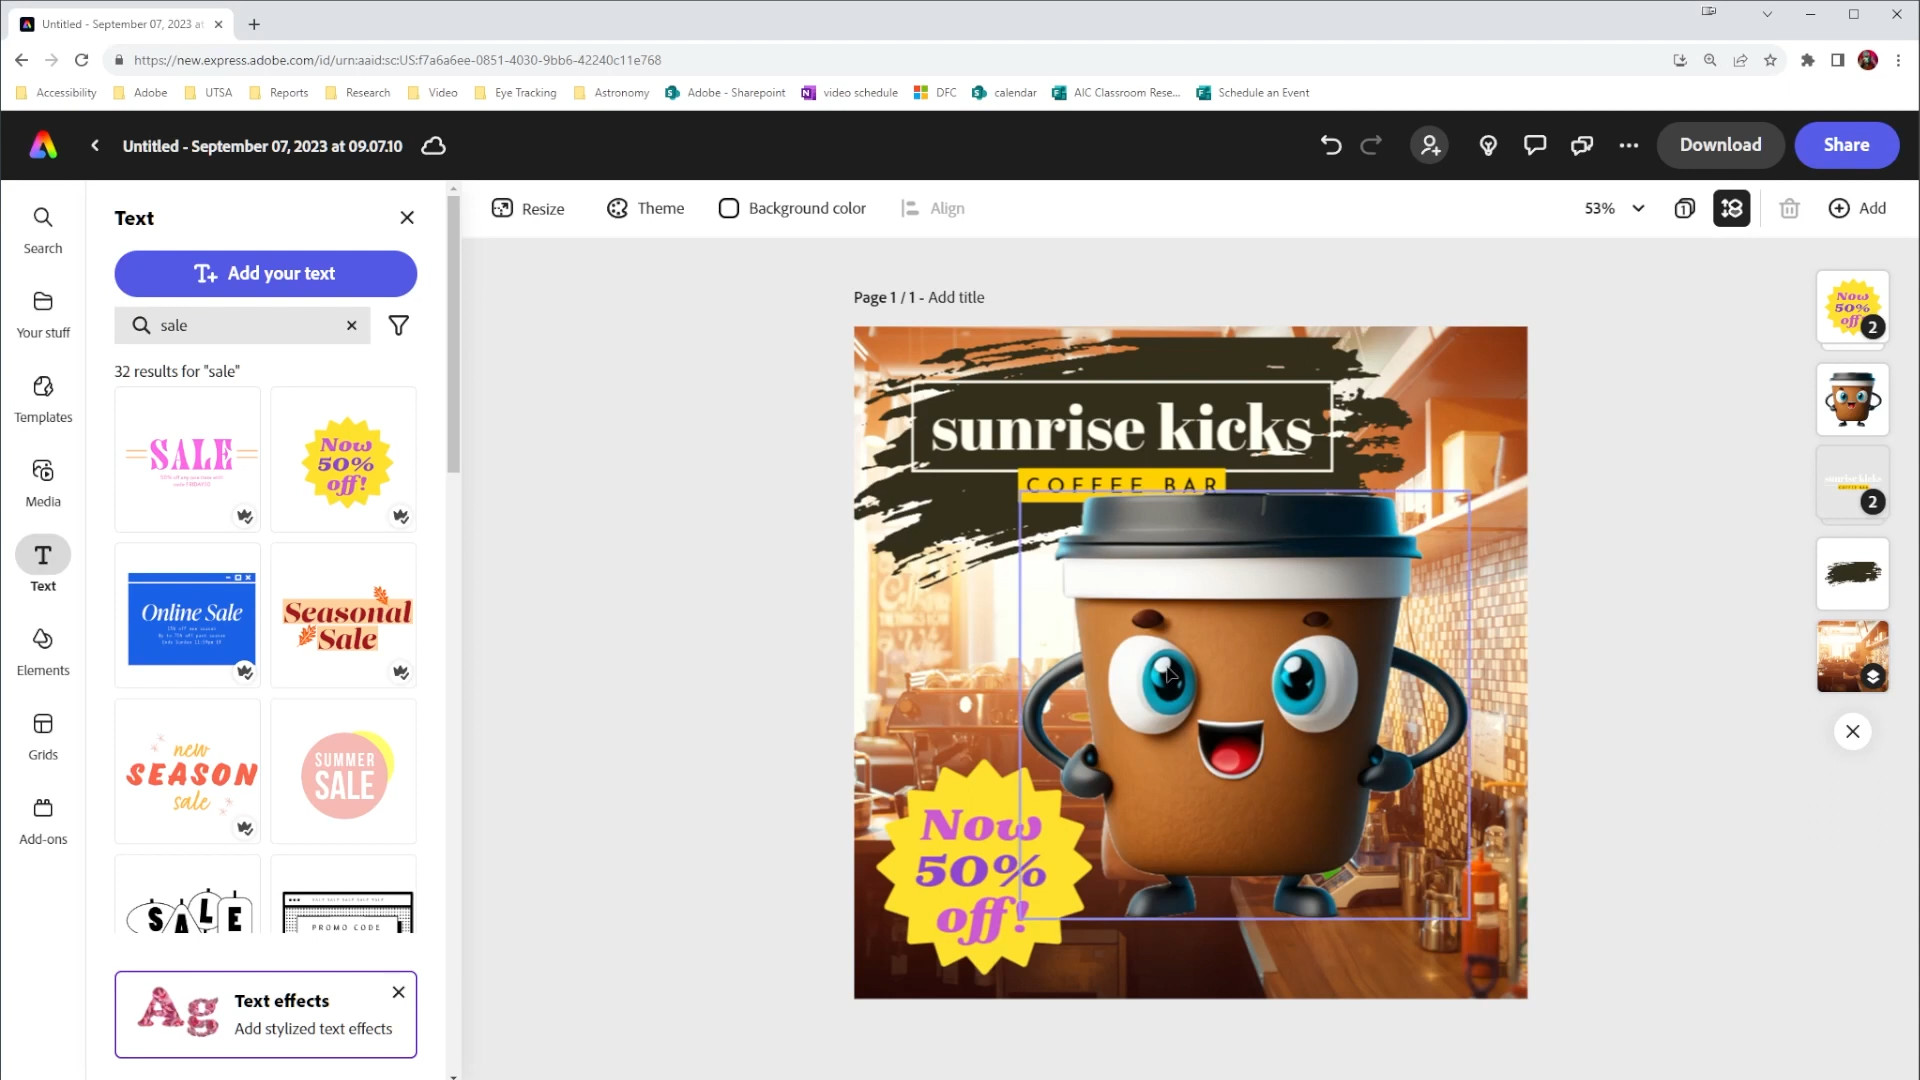 Untitled - September 07, 2023 at
https://new.express.adobe.com/id/urn:aaid:sc:US:f7a6a6ee-0851-4030-9bb6-42240c11e768
Accessibility Adobe UTSA Reports Research Video Eye Tracking Astronomy Adobe - Sharepoint video schedule DFC calendar AIC Classroom Rese... Schedule an Event
Untitled - September 07, 2023 at 09.07.10
Download Share
Search
Your stuff
Templates
Media
Text
Elements
Grids
Add-ons
Text
Add your text
sale
32 results for "sale"
SALE
Now
50%
off!
Online Sale
Seasonal
Sale
new
SEASON
sale
SUMMER
SALE
SALE
PROMO CODE
Text effects
Add stylized text effects
Ag
Resize Theme Background color Align 53% 1 Add
Page 1 / 1 - Add title
sunrise kicks
COFFEE BAR
Now
50%
off!
Now
50%
off!
2
sunrise kicks
2